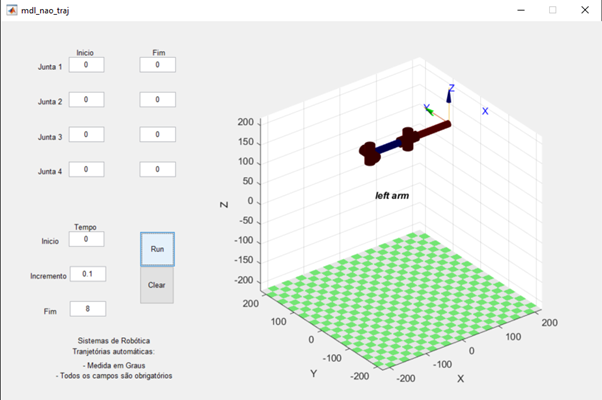 mdl_nao_traj
Inicio Fim
Junta 1 0 0
Junta 2 0 0
Junta 3 0 0
Junta 4 0 0
Tempo
Inicio 0
Incremento 0.1
Fim 8
Run
Clear
Sistemas de Robótica
Tranjetórias automáticas:
- Medida em Graus
- Todos os campos são obrigatórios
Z
Y
X
left arm
Z
200
150
100
50
0
-50
-100
-150
-200
200
100
0
-100
-200
Y
-200
-100
0
100
200
X